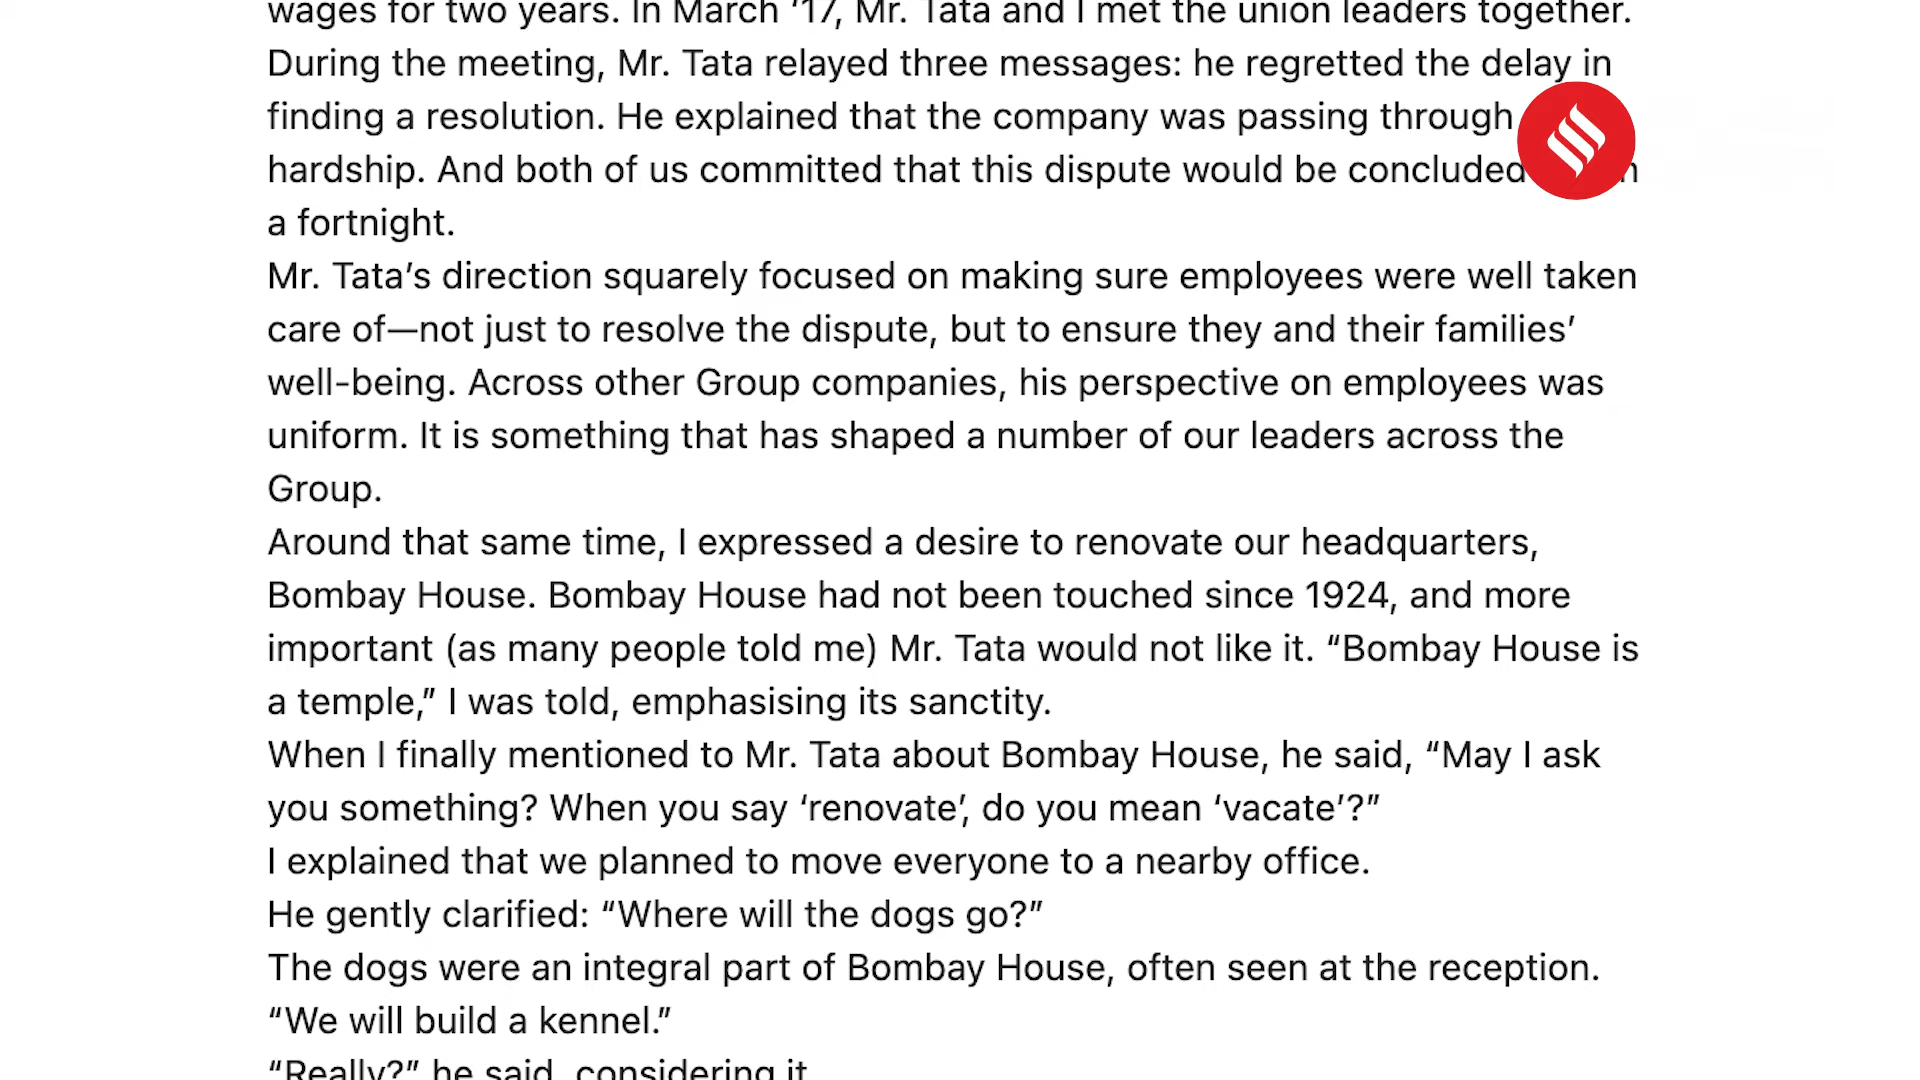 wages for two years. In March ‘17, Mr. Tata and I met the union leaders together.
During the meeting, Mr. Tata relayed three messages: he regretted the delay in
finding a resolution. He explained that the company was passing through
hardship. And both of us committed that this dispute would be concluded
a fortnight.
Mr. Tata’s direction squarely focused on making sure employees were well taken
care of—not just to resolve the dispute, but to ensure they and their families’
well-being. Across other Group companies, his perspective on employees was
uniform. It is something that has shaped a number of our leaders across the
Group.
Around that same time, I expressed a desire to renovate our headquarters,
Bombay House. Bombay House had not been touched since 1924, and more
important (as many people told me) Mr. Tata would not like it. “Bombay House is
a temple,” I was told, emphasising its sanctity.
When I finally mentioned to Mr. Tata about Bombay House, he said, “May I ask
you something? When you say ‘renovate’, do you mean ‘vacate’?”
I explained that we planned to move everyone to a nearby office.
He gently clarified: “Where will the dogs go?”
The dogs were an integral part of Bombay House, often seen at the reception.
“We will build a kennel.”
“Really?” he said, considering it.